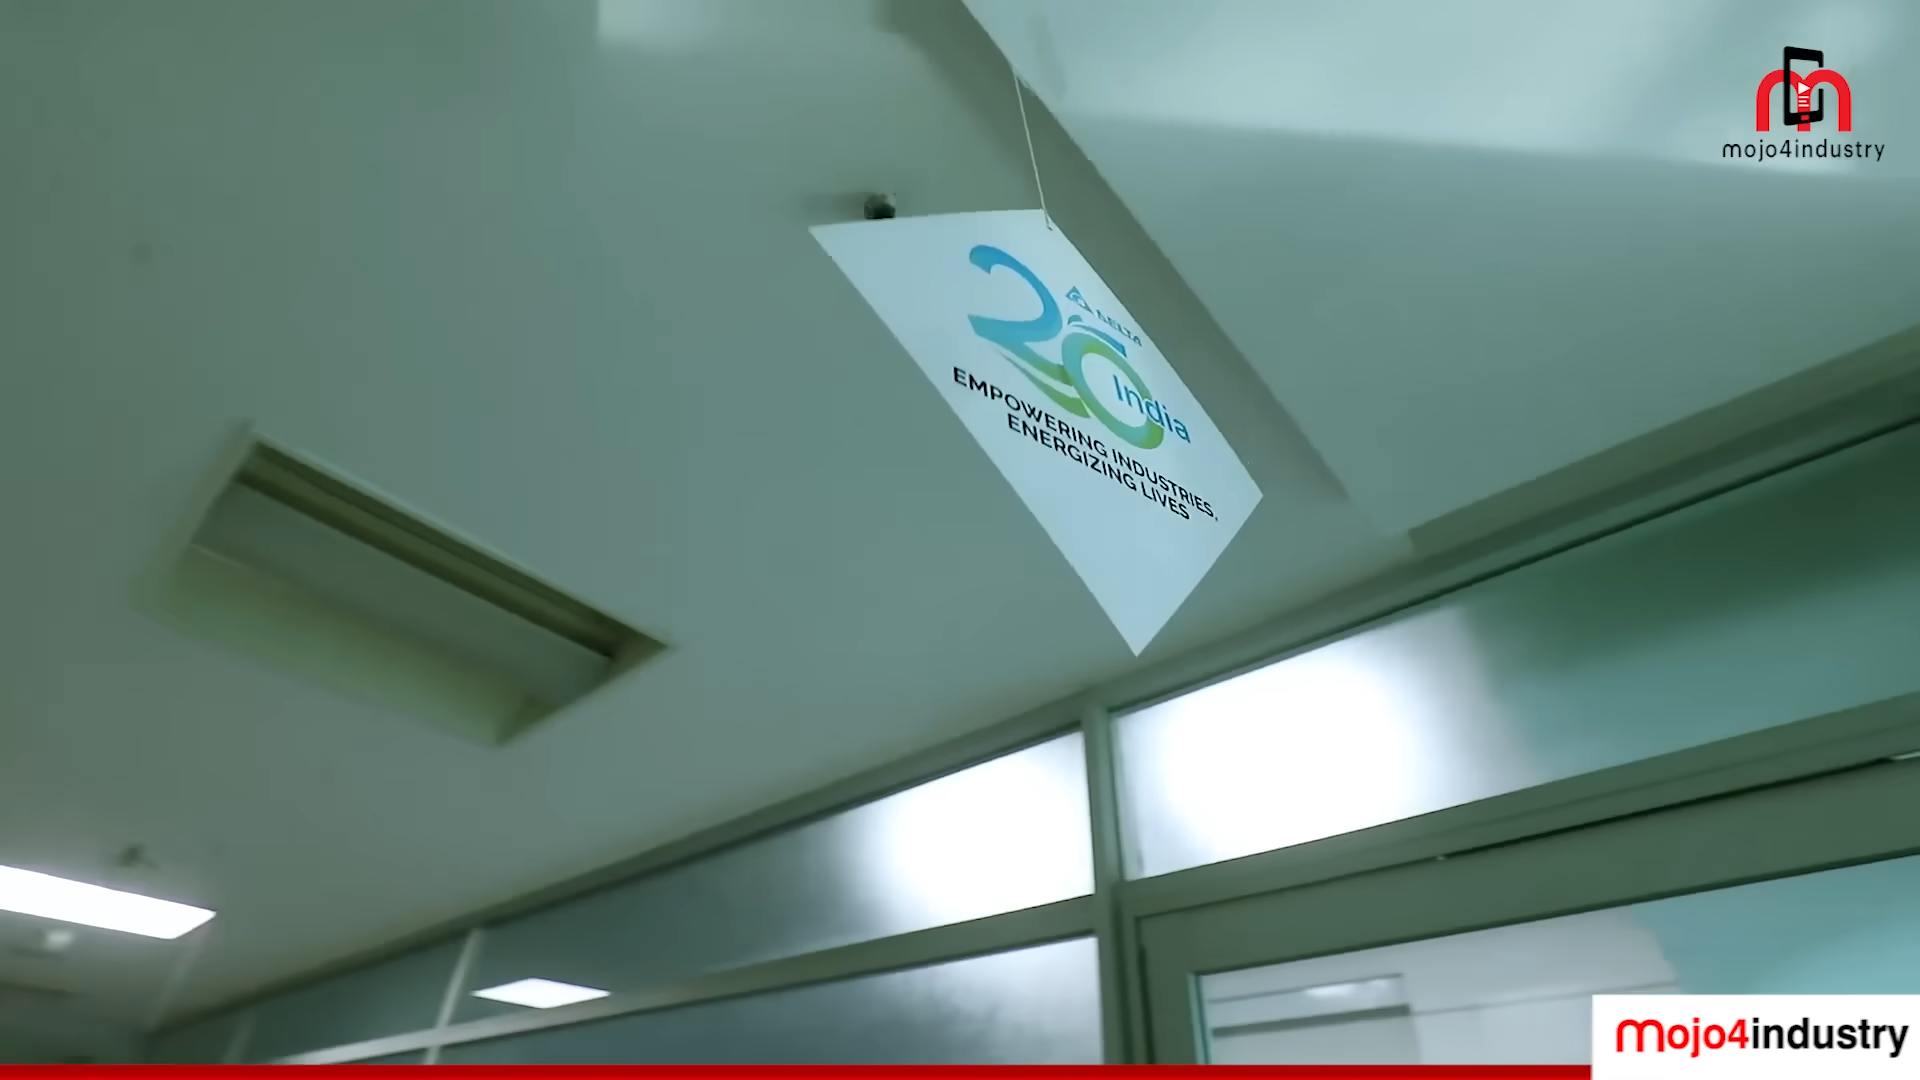 mojo4industry
DELTA
20
India
EMPOWERING INDUSTRIES,
ENERGIZING LIVES
mojo4industry